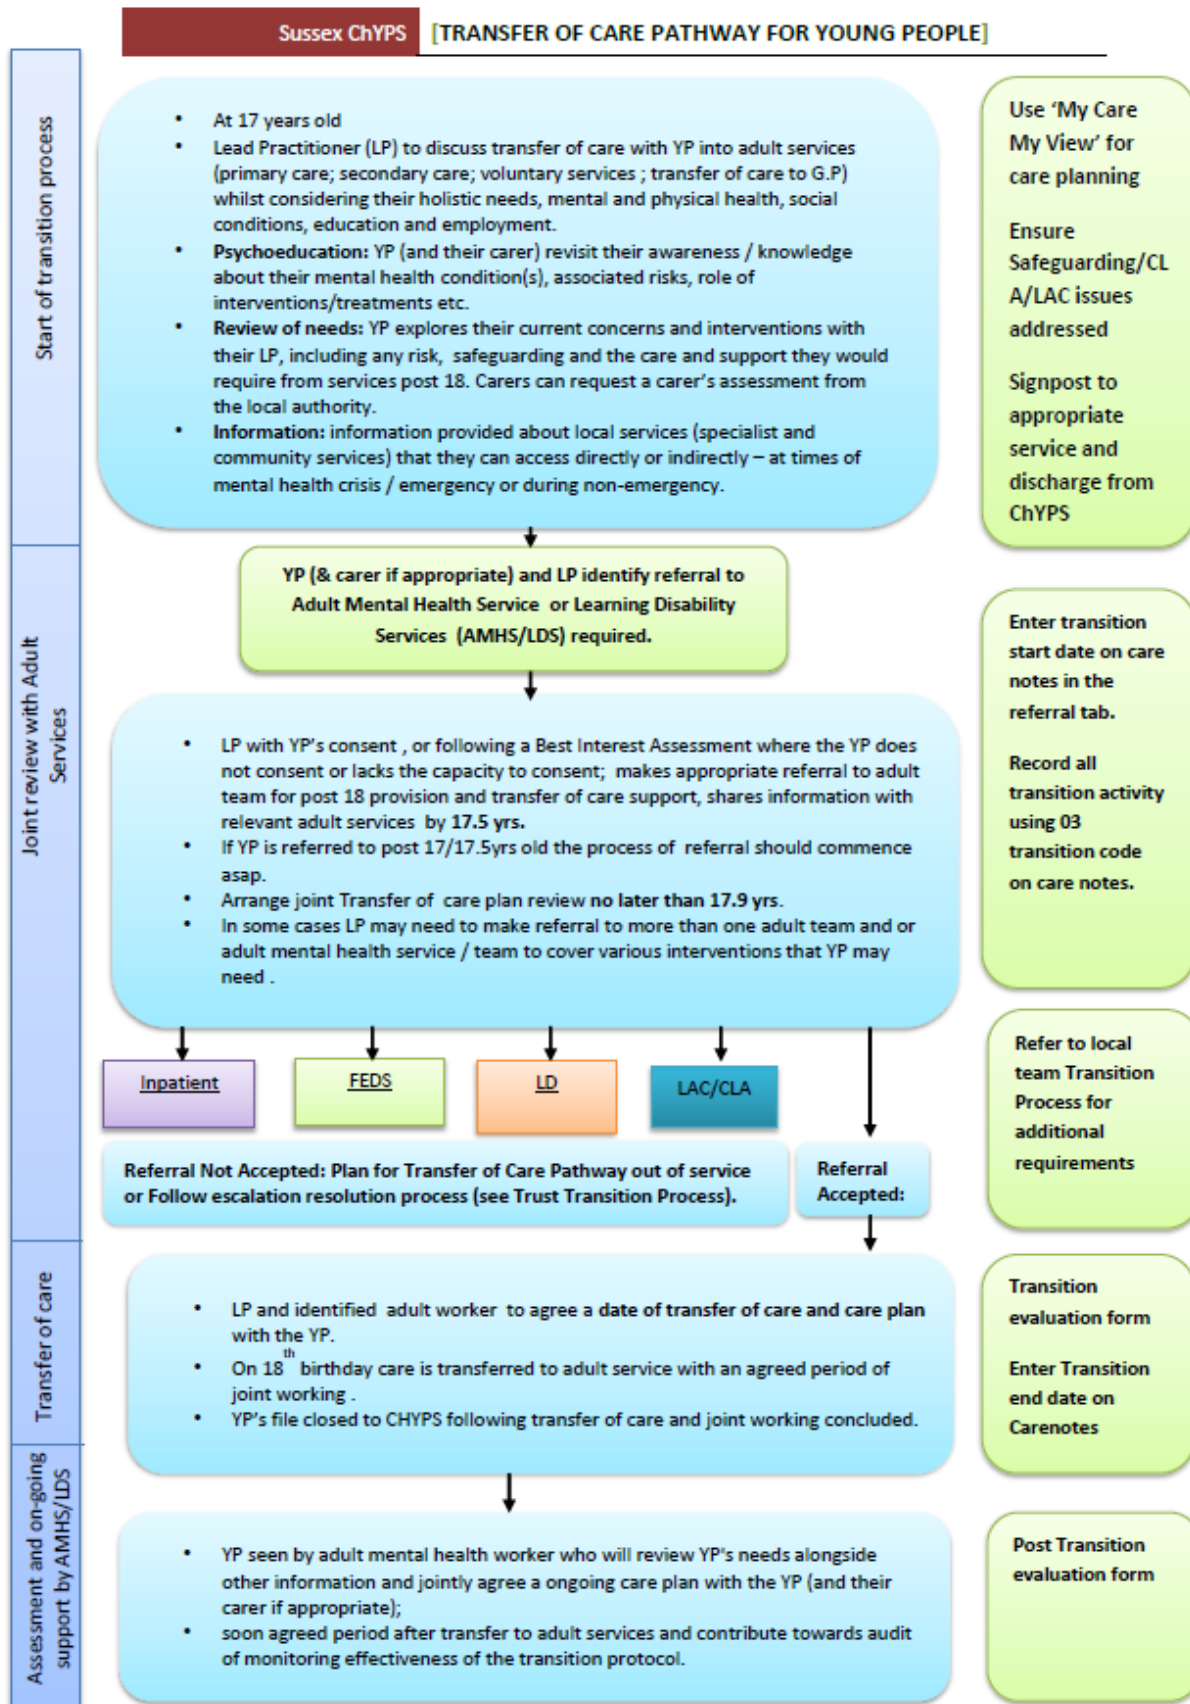 Sussex ChYPS [TRANSFER OF CARE PATHWAY FOR YOUNG PEOPLE]
Start of transition process
• At 17 years old
• Lead Practitioner (LP) to discuss transfer of care with YP into adult services
(primary care; secondary care; voluntary services ; transfer of care to G.P)
whilst considering their holistic needs, mental and physical health, social
conditions, education and employment.
• Psychoeducation: YP (and their carer) revisit their awareness / knowledge
about their mental health condition(s), associated risks, role of
interventions/treatments etc.
• Review of needs: YP explores their current concerns and interventions with
their LP, including any risk, safeguarding and the care and support they would
require from services post 18. Carers can request a carer's assessment from
the local authority.
• Information: information provided about local services (specialist and
community services) that they can access directly or indirectly – at times of
mental health crisis / emergency or during non-emergency.
Use 'My Care
My View' for
care planning
Ensure
Safeguarding/CL
A/LAC issues
addressed
Signpost to
appropriate
service and
discharge from
ChYPS
Joint review with Adult
Services
YP (& carer if appropriate) and LP identify referral to
Adult Mental Health Service or Learning Disability
Services (AMHS/LDS) required.
• LP with YP's consent , or following a Best Interest Assessment where the YP does
not consent or lacks the capacity to consent; makes appropriate referral to adult
team for post 18 provision and transfer of care support, shares information with
relevant adult services by 17.5 yrs.
• If YP is referred to post 17/17.5yrs old the process of referral should commence
asap.
• Arrange joint Transfer of care plan review no later than 17.9 yrs.
• In some cases LP may need to make referral to more than one adult team and or
adult mental health service / team to cover various interventions that YP may
need .
Enter transition
start date on care
notes in the
referral tab.
Record all
transition activity
using 03
transition code
on care notes.
Inpatient
FEDS
LD
LAC/CLA
Referral Not Accepted: Plan for Transfer of Care Pathway out of service
or Follow escalation resolution process (see Trust Transition Process).
Referral
Accepted:
Refer to local
team Transition
Process for
additional
requirements
Transfer of care
• LP and identified adult worker to agree a date of transfer of care and care plan
with the YP.
• On 18th birthday care is transferred to adult service with an agreed period of
joint working .
• YP's file closed to CHYPS following transfer of care and joint working concluded.
Transition
evaluation form
Enter Transition
end date on
Carenotes
Assessment and on-going
support by AMHS/LDS
• YP seen by adult mental health worker who will review YP's needs alongside
other information and jointly agree a ongoing care plan with the YP (and their
carer if appropriate);
• soon agreed period after transfer to adult services and contribute towards audit
of monitoring effectiveness of the transition protocol.
Post Transition
evaluation form